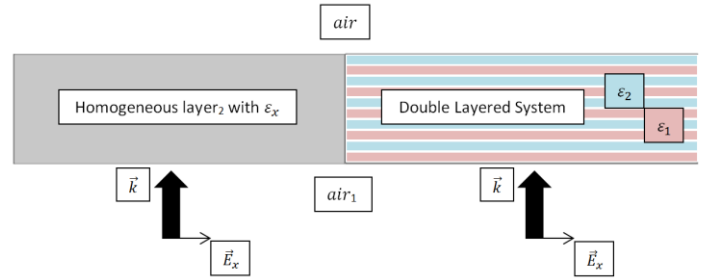 air
Homogeneous layer₂ with εₓ
Double Layered System
ε₂
ε₁
k⃗
air₁
k⃗
E⃗ₓ
E⃗ₓ